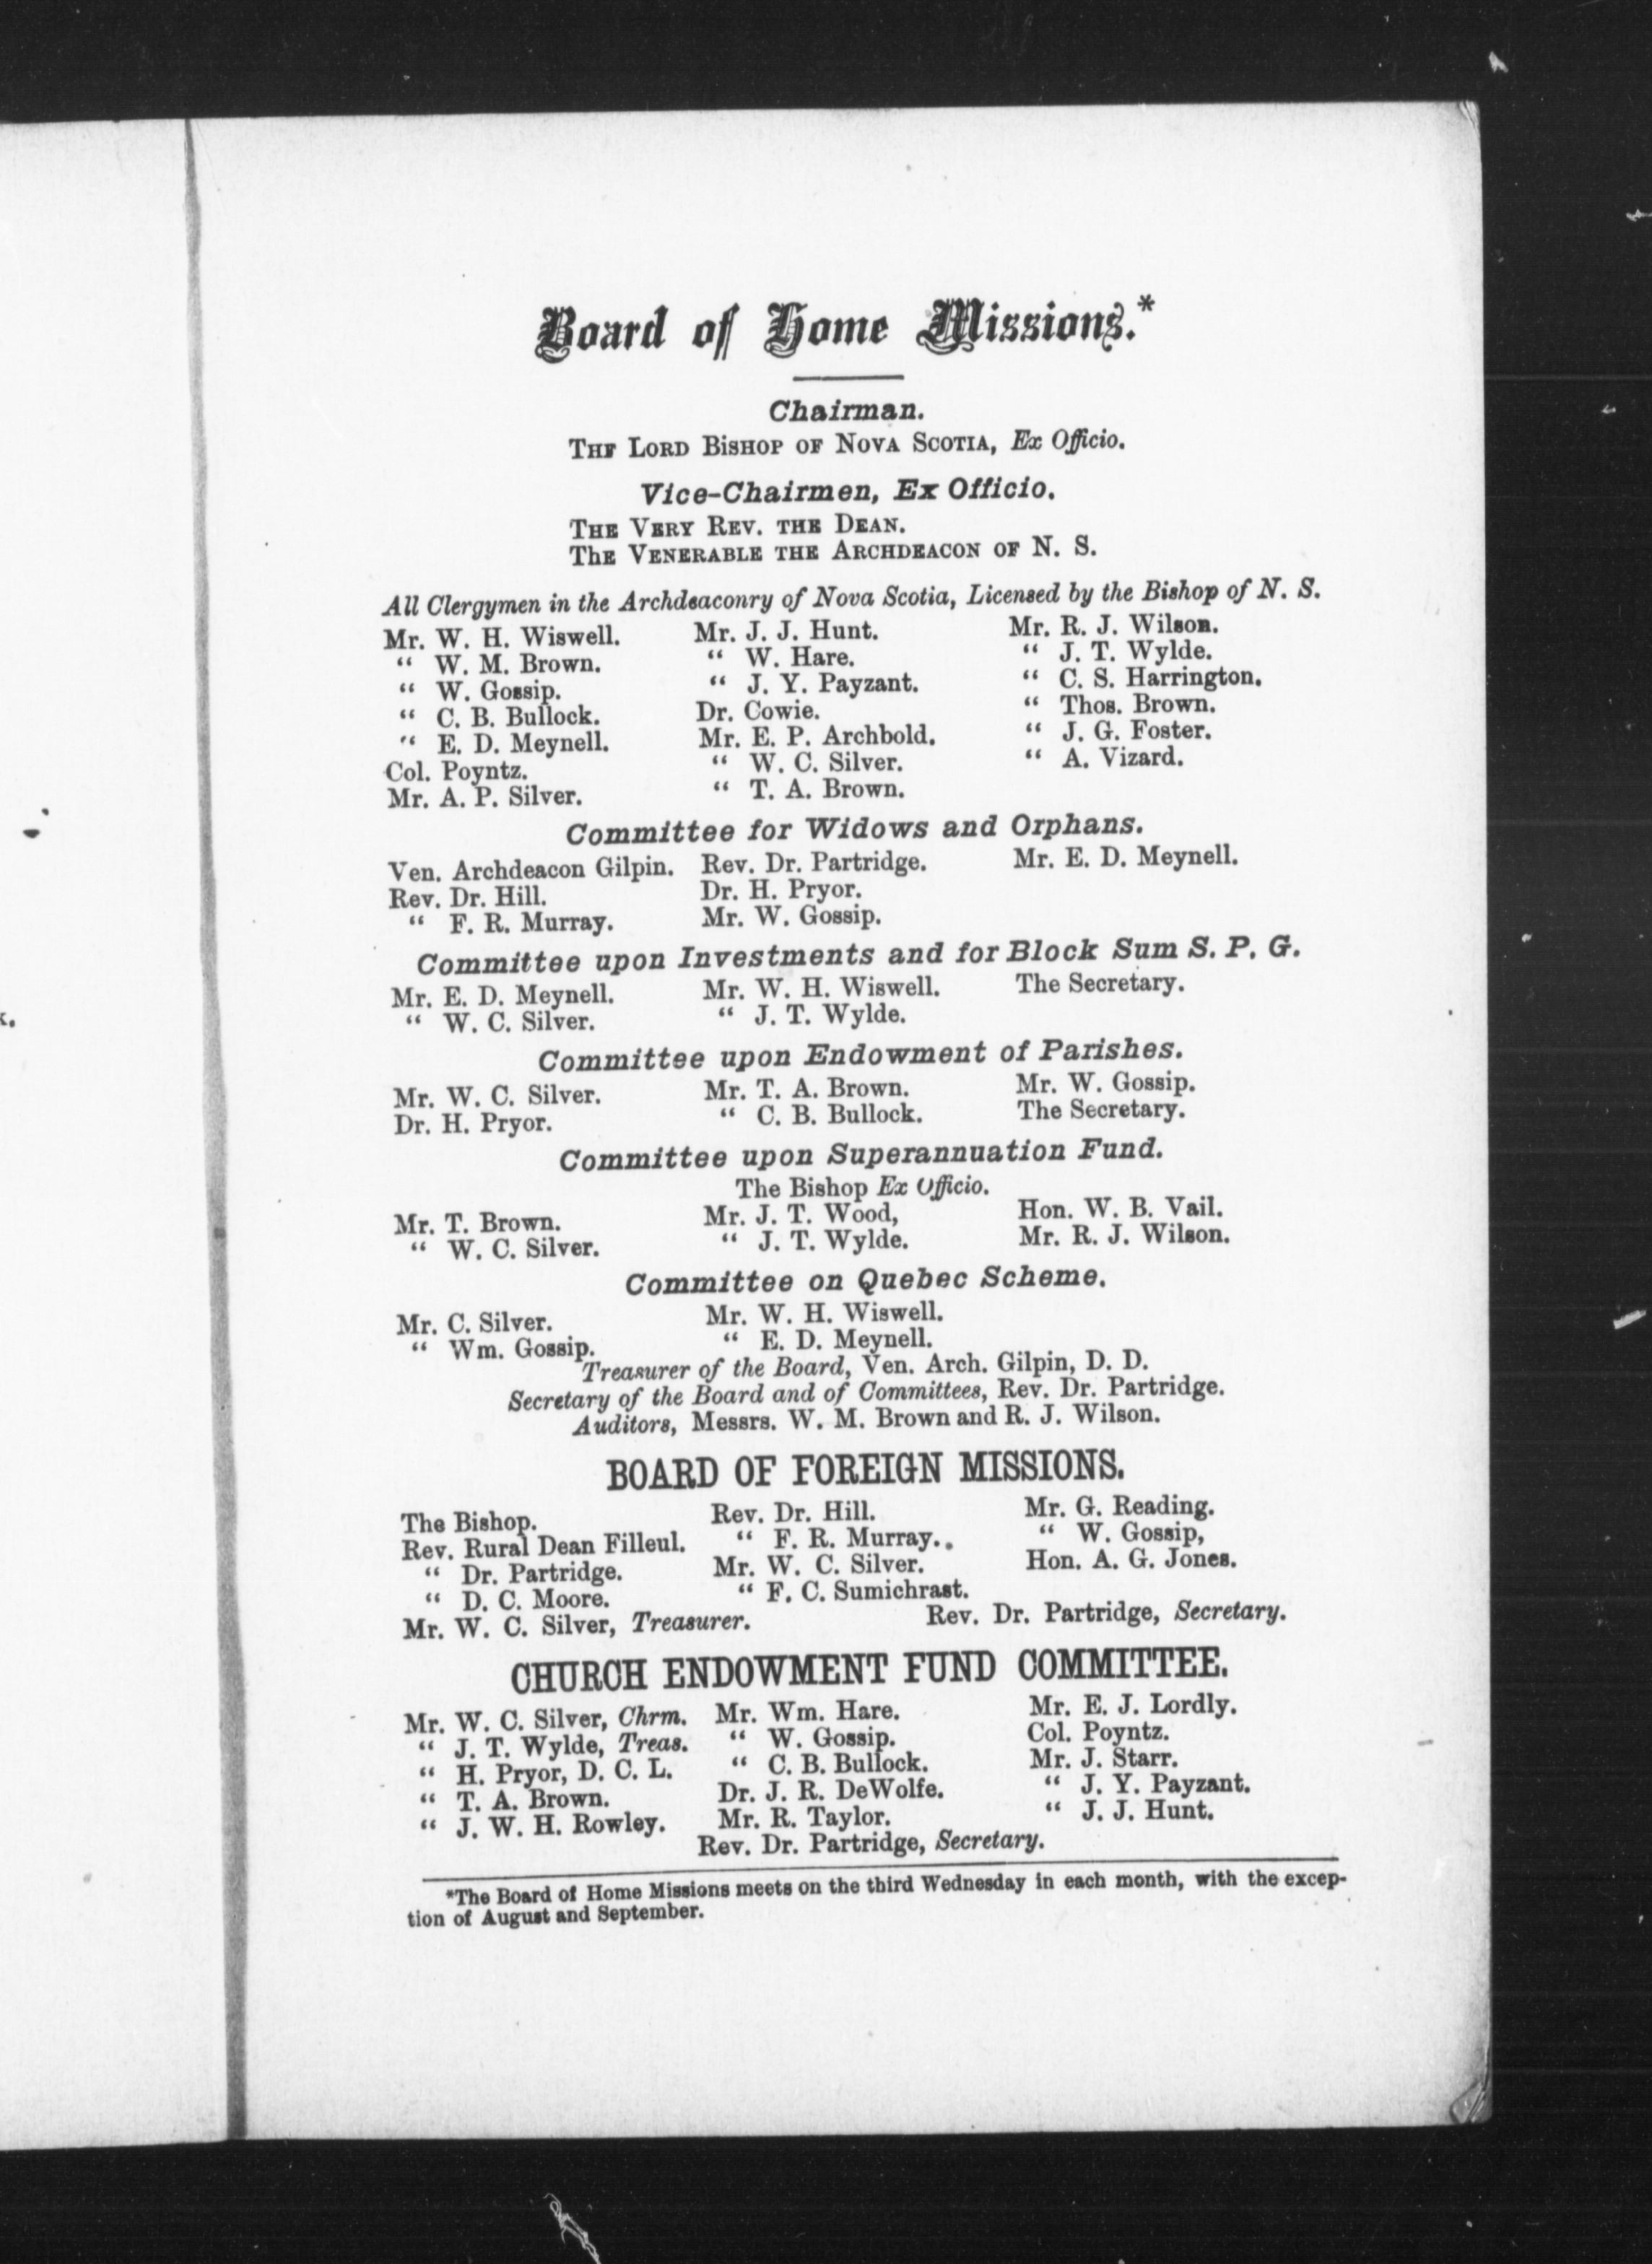 Board of Home Missions.*
Chairman.
THE LORD BISHOP OF NOVA SCOTIA, Ex Officio.
Vice-Chairmen, Ex Officio.
THE VERY REV. THE DEAN.
THE VENERABLE THE ARCHDEACON OF N. S.
All Clergymen in the Archdeaconry of Nova Scotia, Licensed by the Bishop of N. S.
Mr. W. H. Wiswell. Mr. J. J. Hunt. Mr. R. J. Wilson.
“ W. M. Brown. “ W. Hare. “ J. T. Wylde.
“ W. Gossip. “ J. Y. Payzant. “ C. S. Harrington.
“ C. B. Bullock. Dr. Cowie. “ Thos. Brown.
“ E. D. Meynell. Mr. E. P. Archbold. “ J. G. Foster.
Col. Poyntz. “ W. C. Silver. “ A. Vizard.
Mr. A. P. Silver. “ T. A. Brown.
Committee for Widows and Orphans.
Ven. Archdeacon Gilpin. Rev. Dr. Partridge. Mr. E. D. Meynell.
Rev. Dr. Hill. Dr. H. Pryor.
“ F. R. Murray. Mr. W. Gossip.
Committee upon Investments and for Block Sum S. P. G.
Mr. E. D. Meynell. Mr. W. H. Wiswell. The Secretary.
“ W. C. Silver. “ J. T. Wylde.
Committee upon Endowment of Parishes.
Mr. W. C. Silver. Mr. T. A. Brown. Mr. W. Gossip.
Dr. H. Pryor. “ C. B. Bullock. The Secretary.
Committee upon Superannuation Fund.
The Bishop Ex Officio.
Mr. T. Brown. Mr. J. T. Wood, Hon. W. B. Vail.
“ W. C. Silver. “ J. T. Wylde. Mr. R. J. Wilson.
Committee on Quebec Scheme.
Mr. C. Silver. Mr. W. H. Wiswell.
“ Wm. Gossip. “ E. D. Meynell.
Treasurer of the Board, Ven. Arch. Gilpin, D. D.
Secretary of the Board and of Committees, Rev. Dr. Partridge.
Auditors, Messrs. W. M. Brown and R. J. Wilson.
BOARD OF FOREIGN MISSIONS.
The Bishop. Rev. Dr. Hill. Mr. G. Reading.
Rev. Rural Dean Filleul. “ F. R. Murray.. “ W. Gossip,
“ Dr. Partridge. Mr. W. C. Silver. Hon. A. G. Jones.
“ D. C. Moore. “ F. C. Sumichrast.
Mr. W. C. Silver, Treasurer. Rev. Dr. Partridge, Secretary.
CHURCH ENDOWMENT FUND COMMITTEE.
Mr. W. C. Silver, Chrm. Mr. Wm. Hare. Mr. E. J. Lordly.
“ J. T. Wylde, Treas. “ W. Gossip. Col. Poyntz.
“ H. Pryor, D. C. L. “ C. B. Bullock. Mr. J. Starr.
“ T. A. Brown. Dr. J. R. DeWolfe. “ J. Y. Payzant.
“ J. W. H. Rowley. Mr. R. Taylor. “ J. J. Hunt.
Rev. Dr. Partridge, Secretary.
*The Board of Home Missions meets on the third Wednesday in each month, with the excep-
tion of August and September.